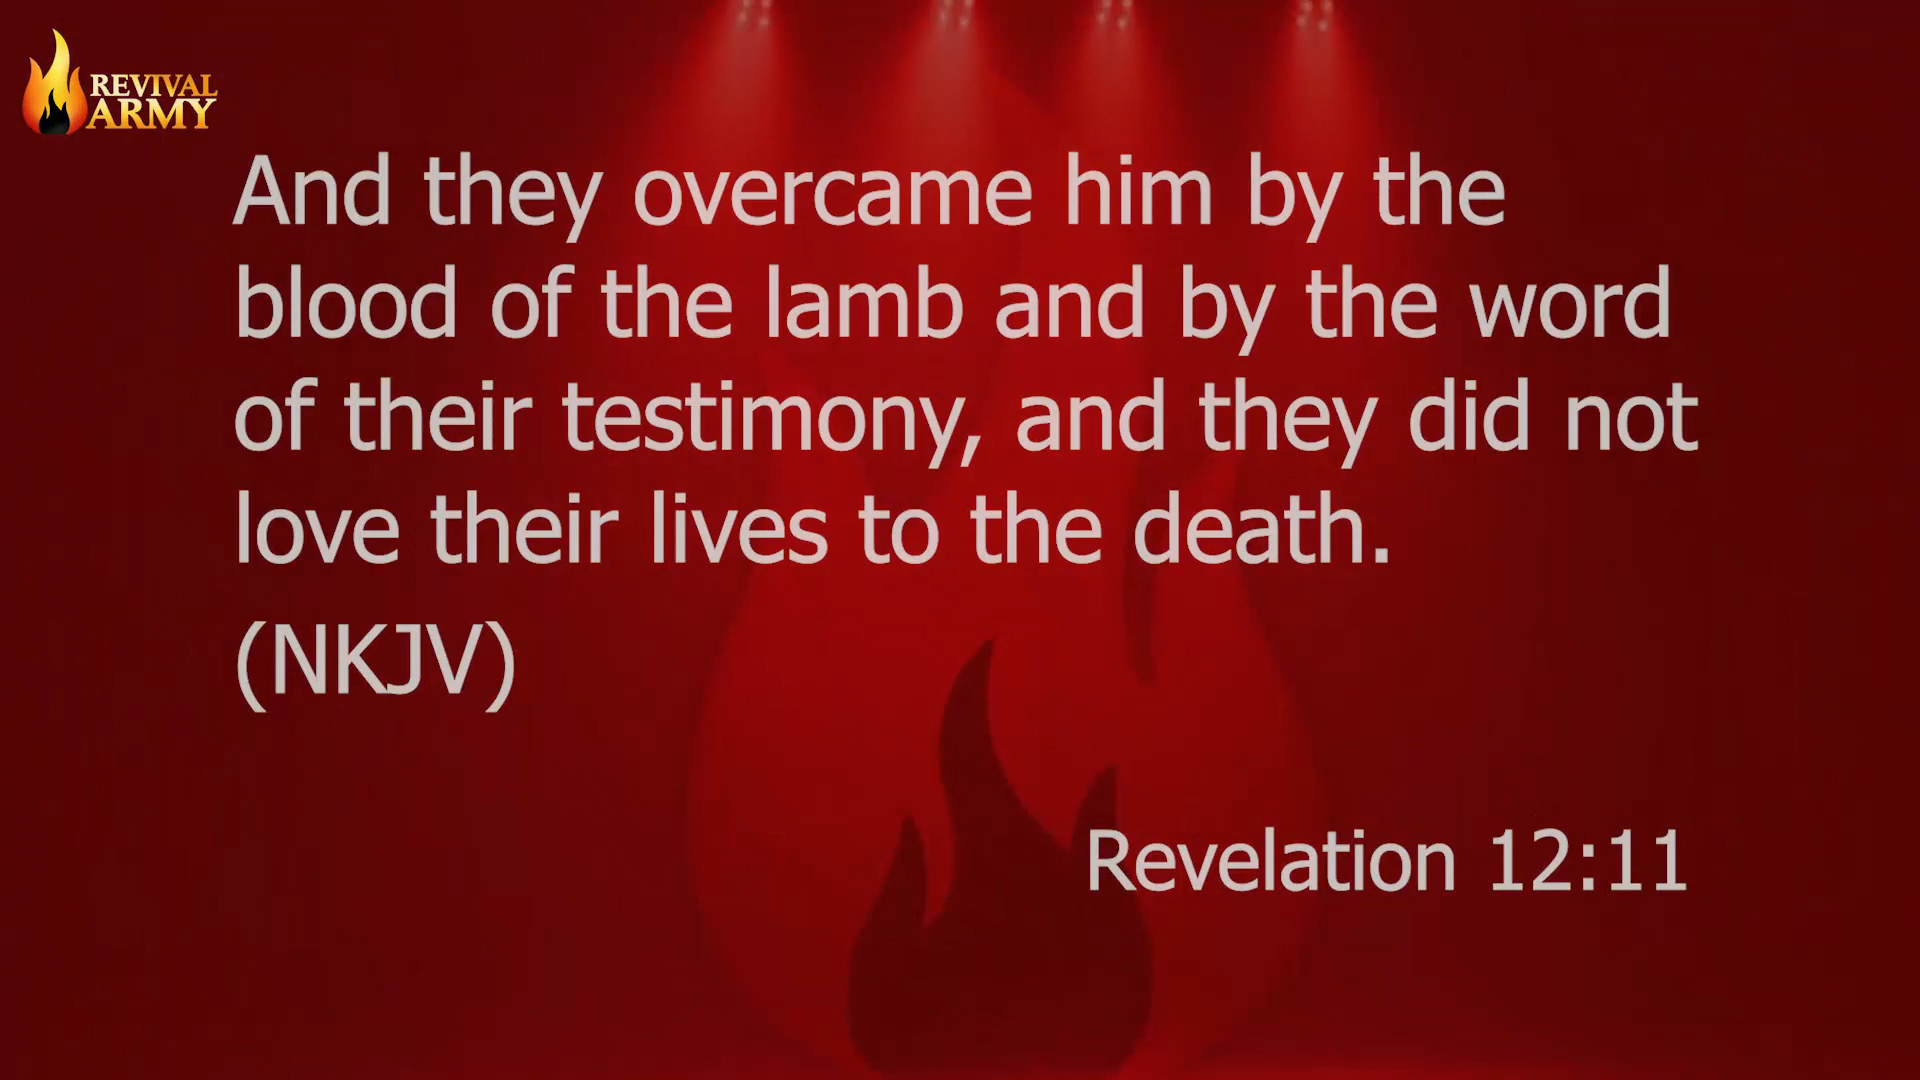 REVIVAL
ARMY
And they overcame him by the
blood of the lamb and by the word
of their testimony, and they did not
love their lives to the death.
(NKJV)
Revelation 12:11